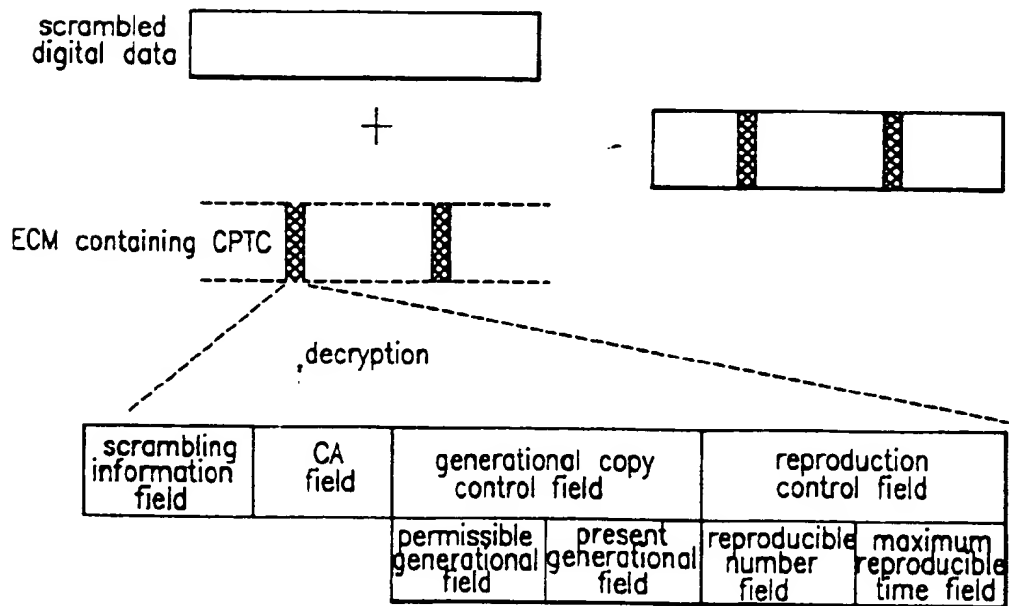 scrambled
digital data
+
ECM containing CPTC
decryption
scrambling
information
field
CA
field
generational copy
control field
reproduction
control field
permissible
generational
field
present
generational
field
reproducible
number
field
maximum
reproducible
time field